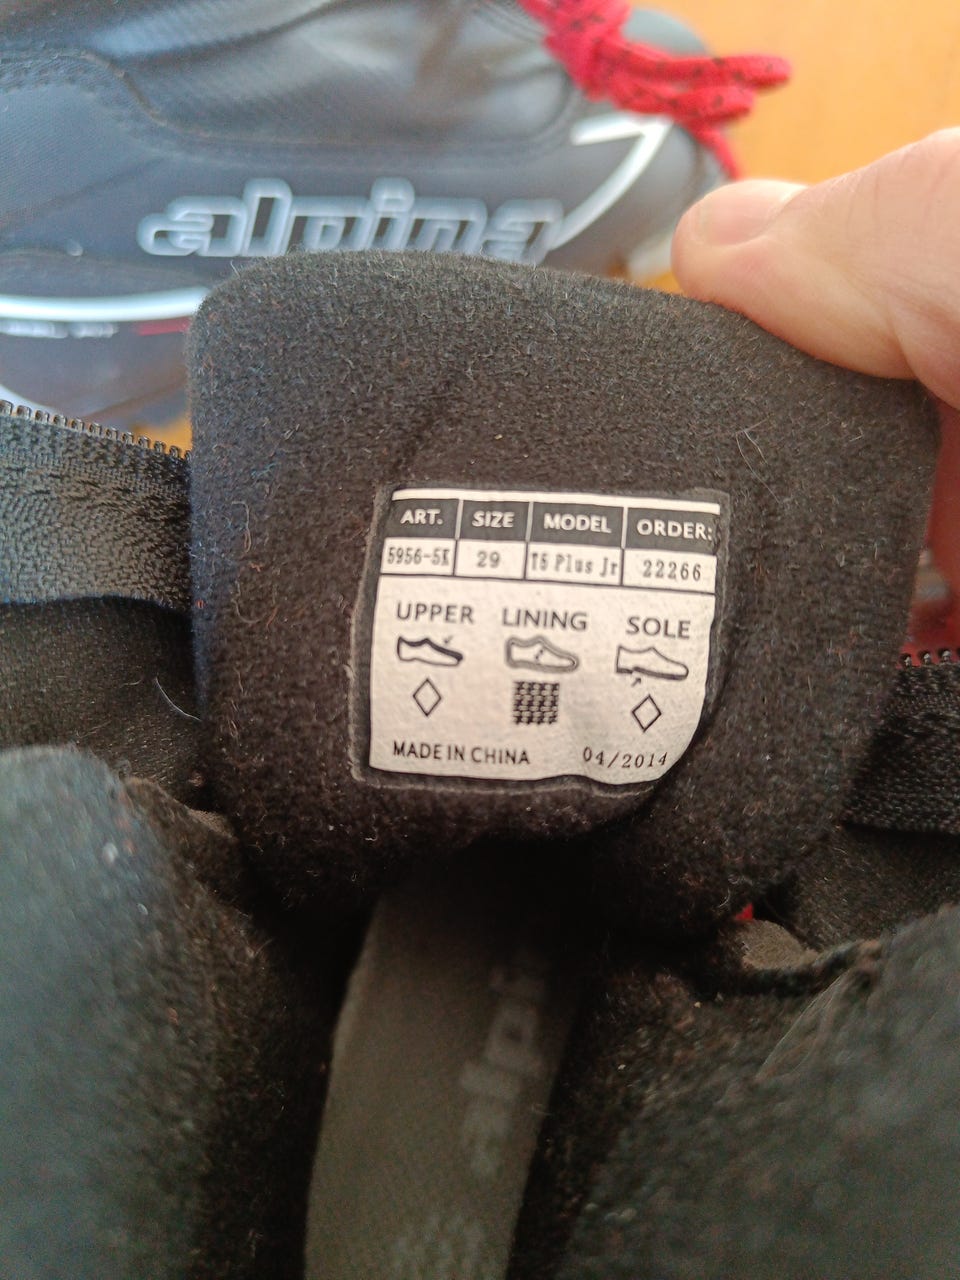 alpina
ART. SIZE MODEL ORDER:
5956-5K 29 T5 Plus Jr 22266
UPPER LINING SOLE
MADE IN CHINA 04/2014